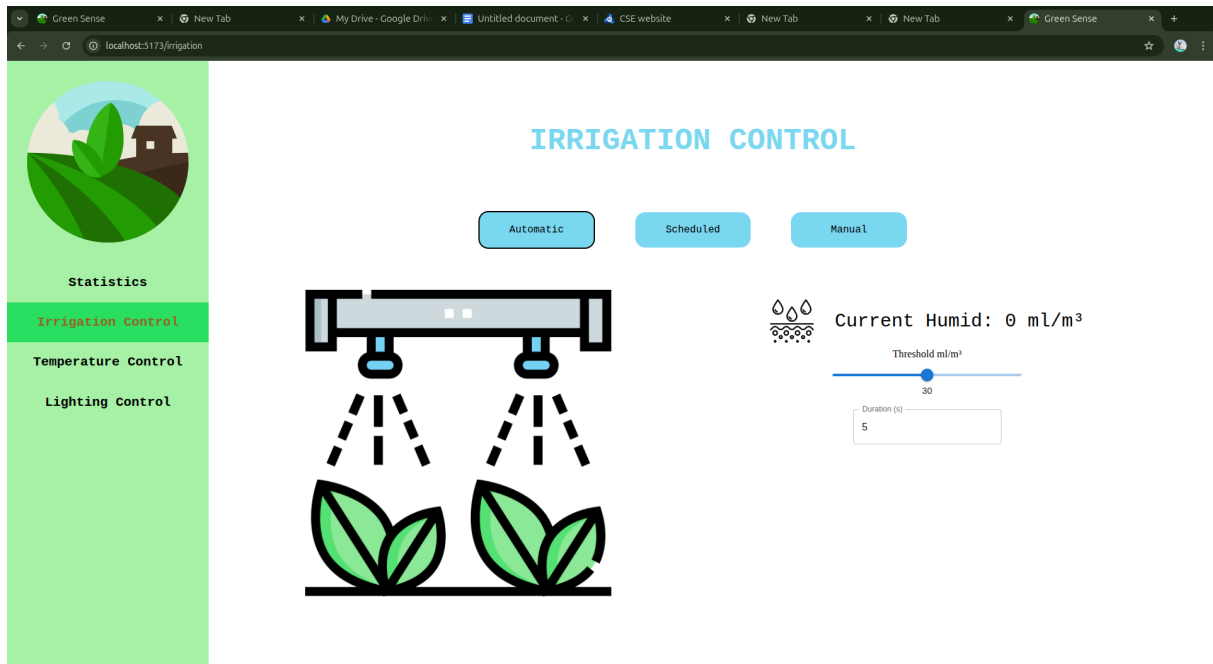 Green Sense
New Tab
My Drive - Google Driv
Untitled document - G
CSE website
New Tab
New Tab
Green Sense
localhost:5173/irrigation
IRRIGATION CONTROL
Automatic
Scheduled
Manual
Statistics
Irrigation Control
Temperature Control
Lighting Control
Current Humid: 0 ml/m³
Threshold ml/m³
30
Duration (s)
5